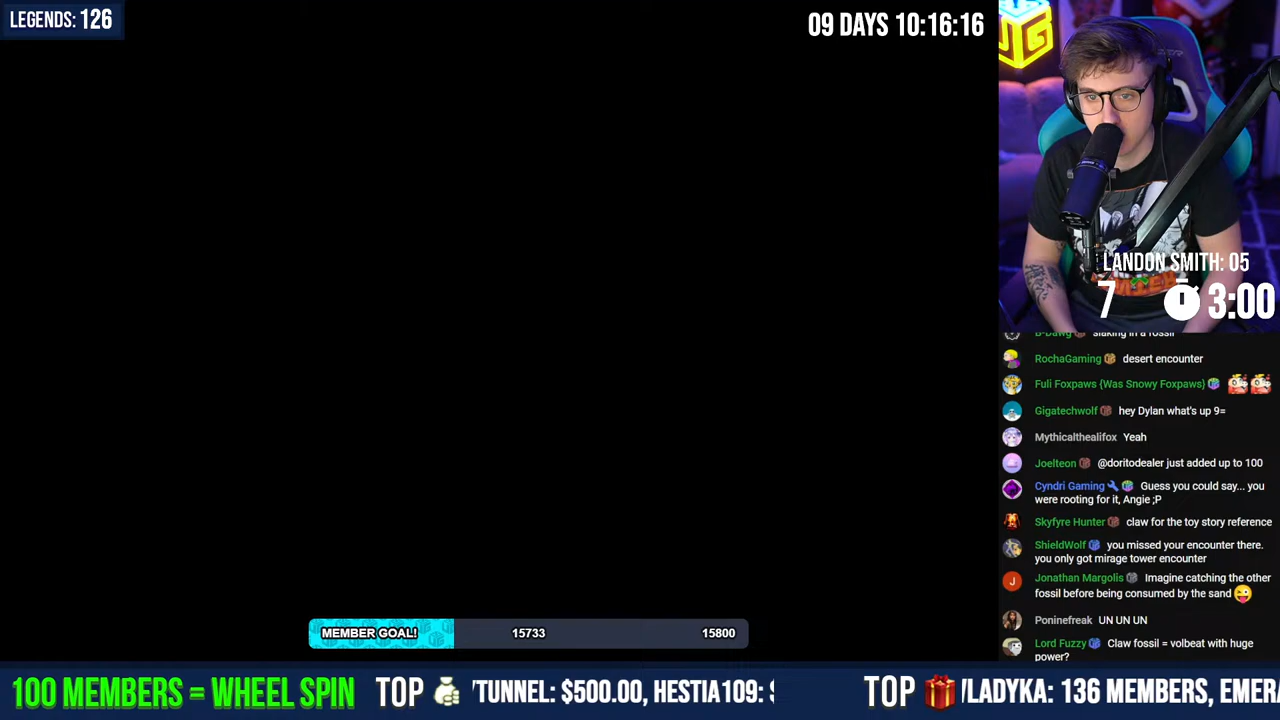 LEGENDS: 126
09 DAYS 10:16:16
LANDON SMITH: 05
7 3:00
B-Dawg slaking in a fossil
RochaGaming desert encounter
Fuli Foxpaws {Was Snowy Foxpaws}
Gigatechwolf hey Dylan what's up 9=
Mythicalthealifox Yeah
Joelteon @doritodealer just added up to 100
Cyndri Gaming Guess you could say... you
were rooting for it, Angie ;P
Skyfyre Hunter claw for the toy story reference
ShieldWolf you missed your encounter there.
you only got mirage tower encounter
Jonathan Margolis Imagine catching the other
fossil before being consumed by the sand
Poninefreak UN UN UN
Lord Fuzzy Claw fossil = volbeat with huge
power?
MEMBER GOAL! 15733 15800
100 MEMBERS = WHEEL SPIN TOP /TUNNEL: $500.00, HESTIA109: $ TOP /LADYKA: 136 MEMBERS, EMERA